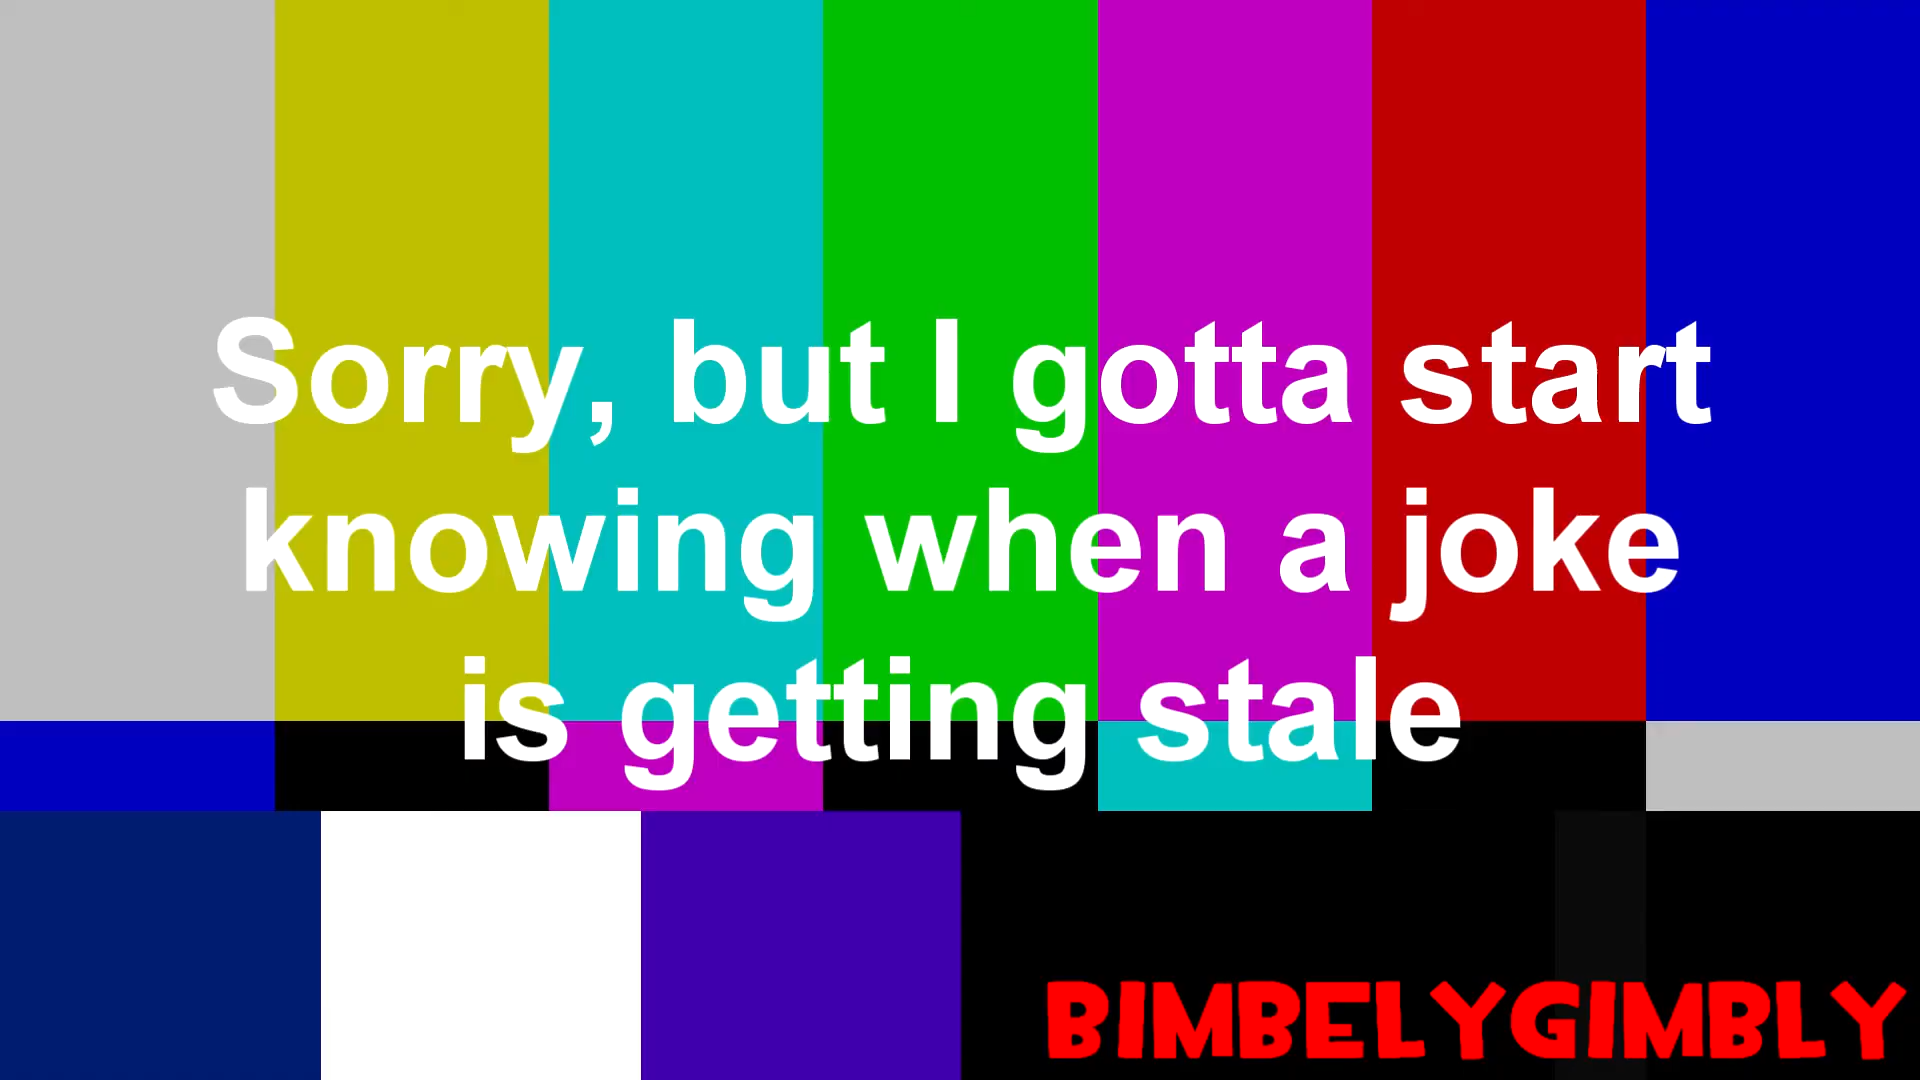 Sorry, but I gotta start
knowing when a joke
is getting stale
BIMBELYGIMBLY